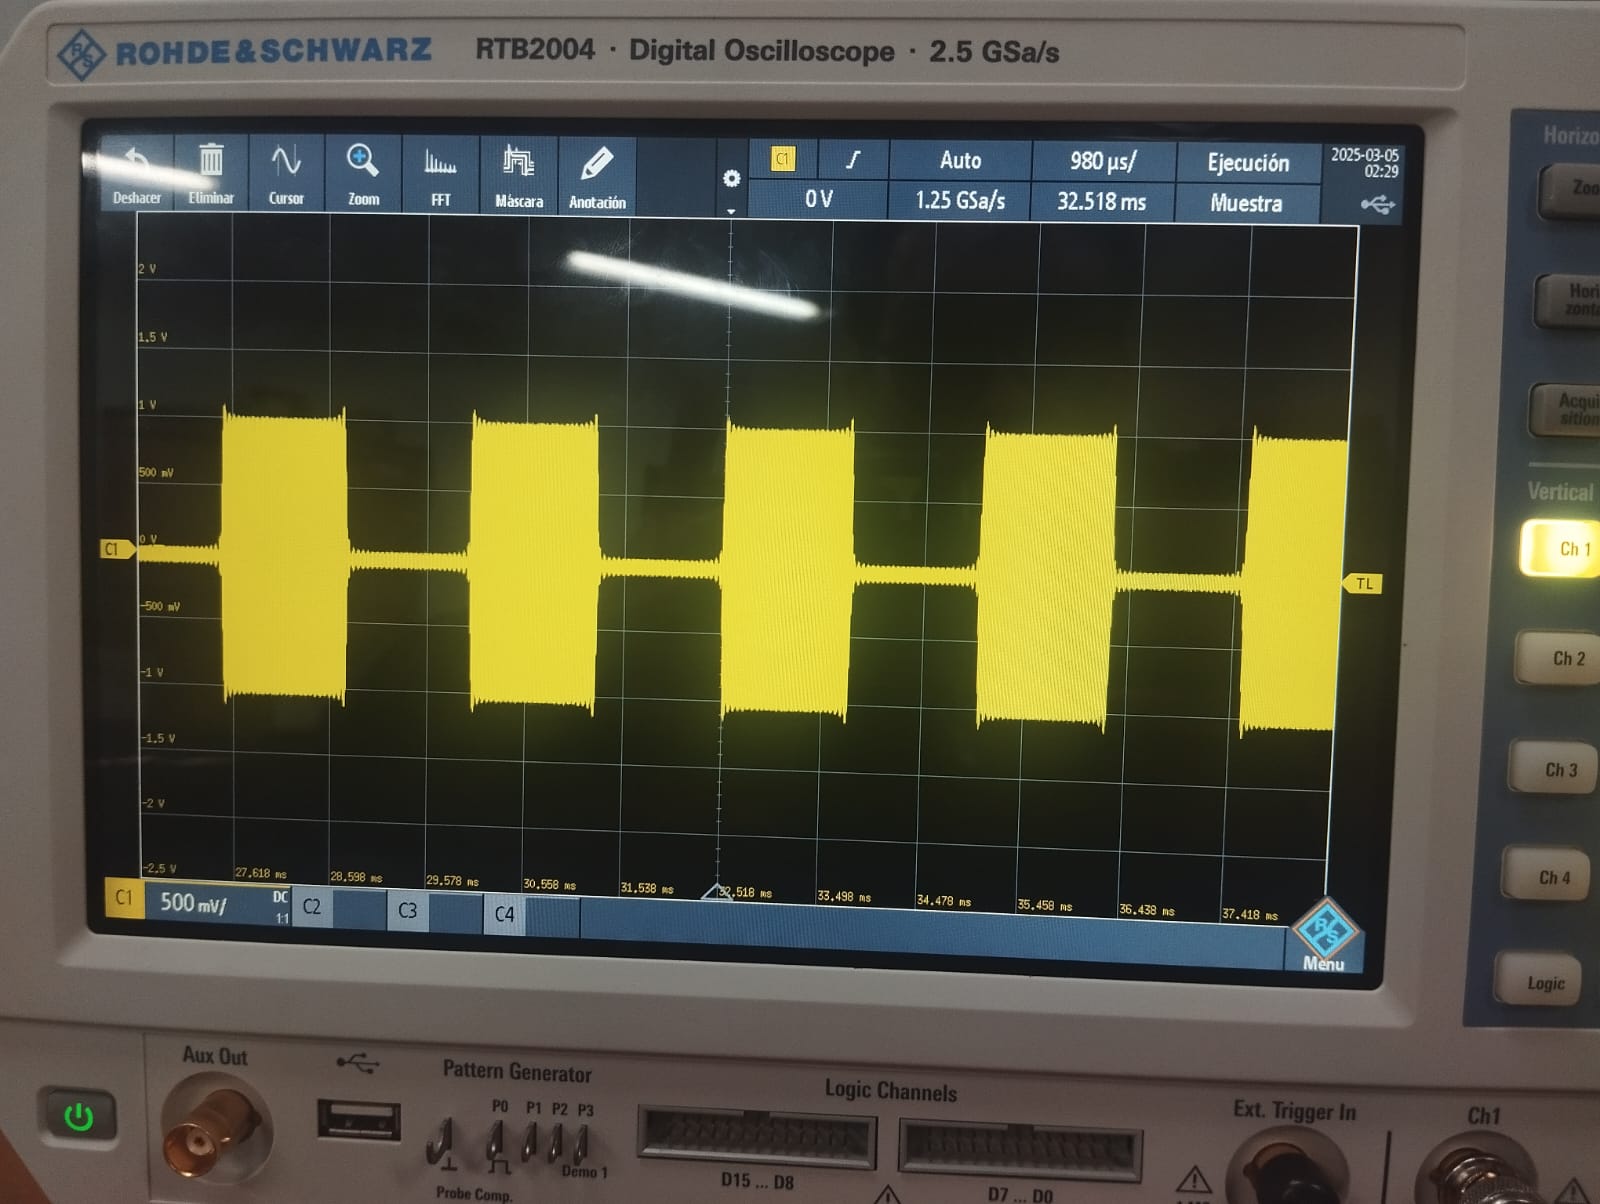 ROHDE&SCHWARZ RTB2004 · Digital Oscilloscope · 2.5 GSa/s
Deshacer Eliminar Cursor Zoom FFT Máscara Anotación
C1 Auto 980 µs/ Ejecución
0 V 1.25 GSa/s 32.518 ms Muestra
2025-03-05
02:29
2 V
1.5 V
1 V
500 mV
0 V
C1
-500 mV
TL
-1 V
-1.5 V
-2 V
-2.5 V
27.618 ms 28.598 ms 29.578 ms 30.558 ms 31.538 ms 32.518 ms 33.498 ms 34.478 ms 35.458 ms 36.438 ms 37.418 ms
C1 500 mV/ DC
1:1
C2 C3 C4
R&S
Menu
Vertical
Ch 1
Ch 2
Ch 3
Ch 4
Logic
Aux Out
Pattern Generator
P0 P1 P2 P3
Demo 1
Probe Comp.
Logic Channels
D15 ... D8
D7 ... D0
Ext. Trigger In
Ch1